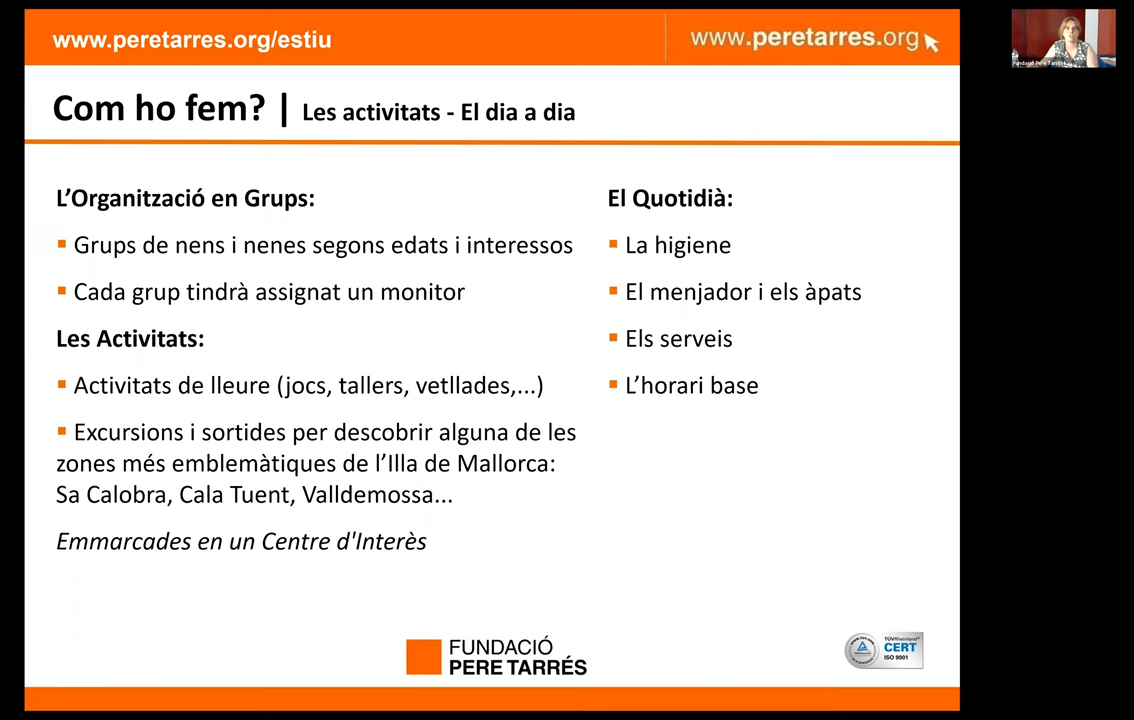 www.peretarres.org/estiu
www.peretarres.org
Fundació Pere Tarrés
Com ho fem? | Les activitats - El dia a dia
L'Organització en Grups:
▪ Grups de nens i nenes segons edats i interessos
▪ Cada grup tindrà assignat un monitor
Les Activitats:
▪ Activitats de lleure (jocs, tallers, vetllades,...)
▪ Excursions i sortides per descobrir alguna de les
zones més emblemàtiques de l'Illa de Mallorca:
Sa Calobra, Cala Tuent, Valldemossa...
Emmarcades en un Centre d'Interès
El Quotidià:
▪ La higiene
▪ El menjador i els àpats
▪ Els serveis
▪ L'horari base
FUNDACIÓ
PERE TARRÉS
TÜVRheinland
CERT
ISO 9001